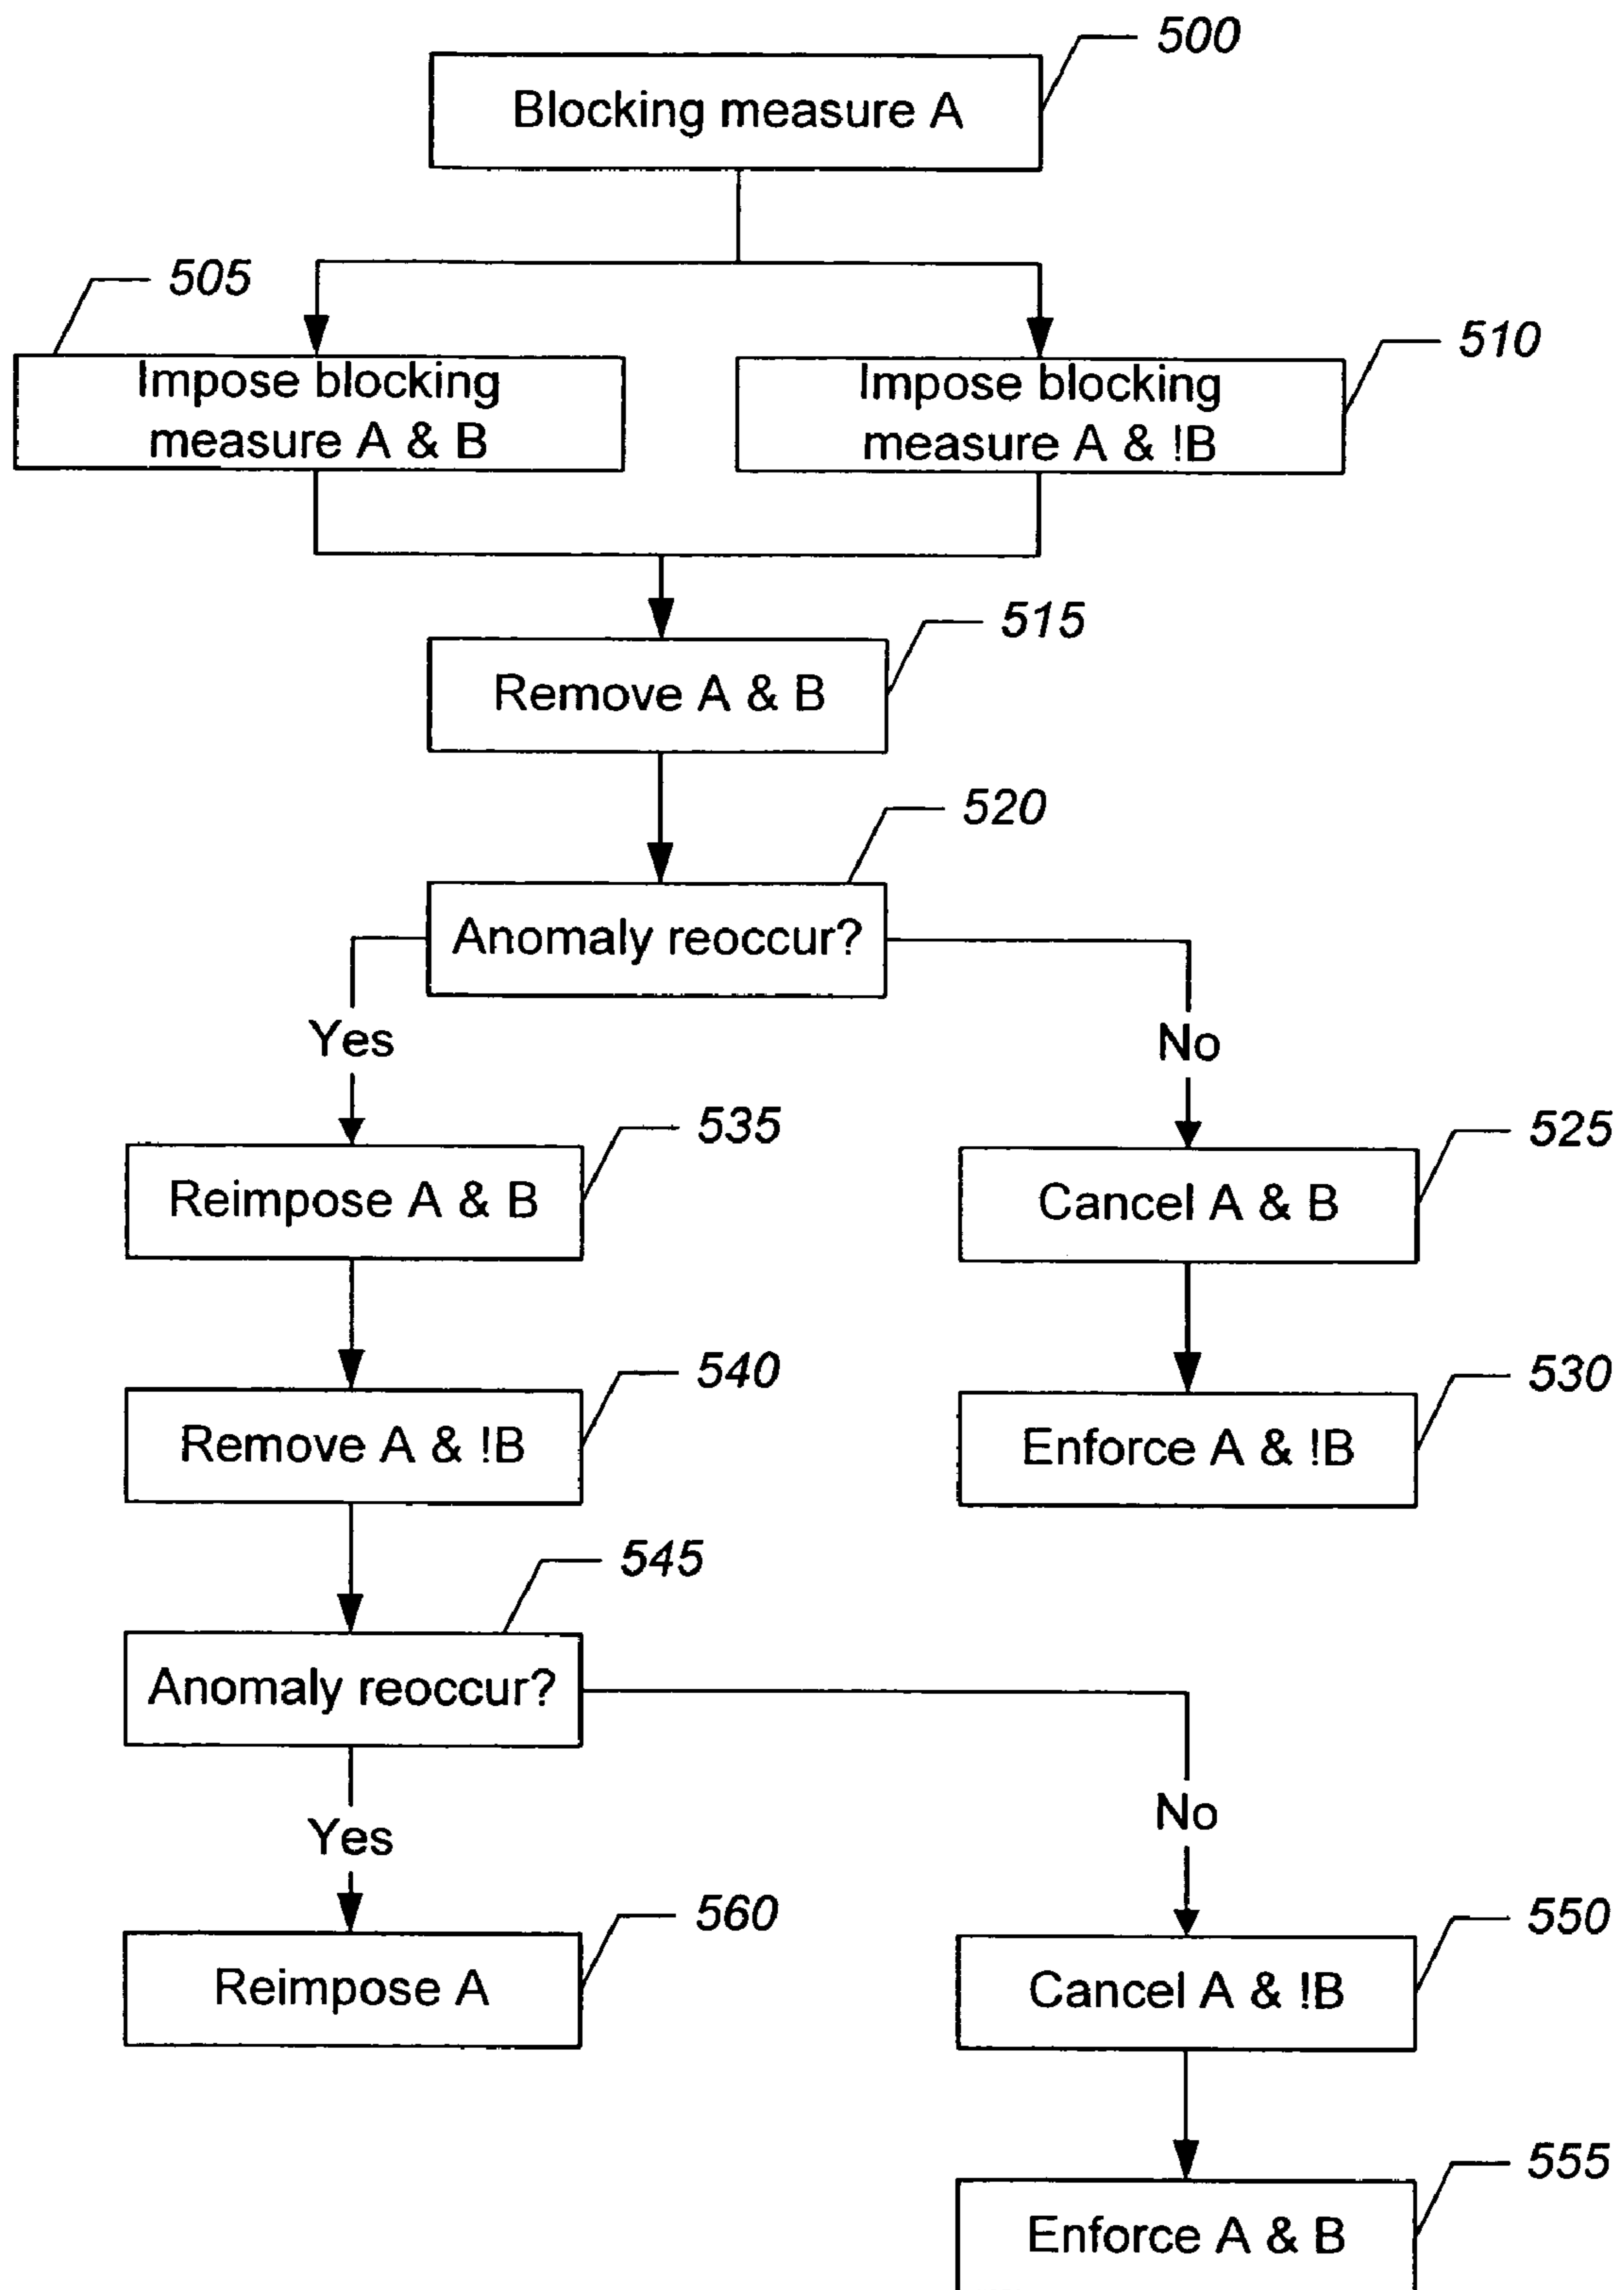 500
Blocking measure A
505
510
Impose blocking
measure A & B
Impose blocking
measure A & !B
515
Remove A & B
520
Anomaly reoccur?
Yes
No
535
525
Reimpose A & B
Cancel A & B
540
530
Remove A & !B
Enforce A & !B
545
Anomaly reoccur?
Yes
No
560
550
Reimpose A
Cancel A & !B
555
Enforce A & B